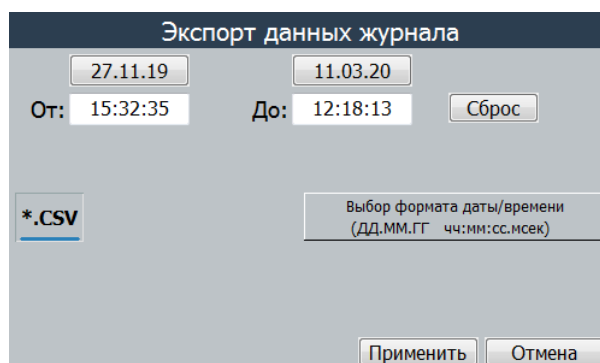 Экспорт данных журнала
27.11.19 11.03.20
От: 15:32:35 До: 12:18:13 Сброс
*.CSV
Выбор формата даты/времени
(ДД.ММ.ГГ чч:мм:сс.мсек)
Применить Отмена